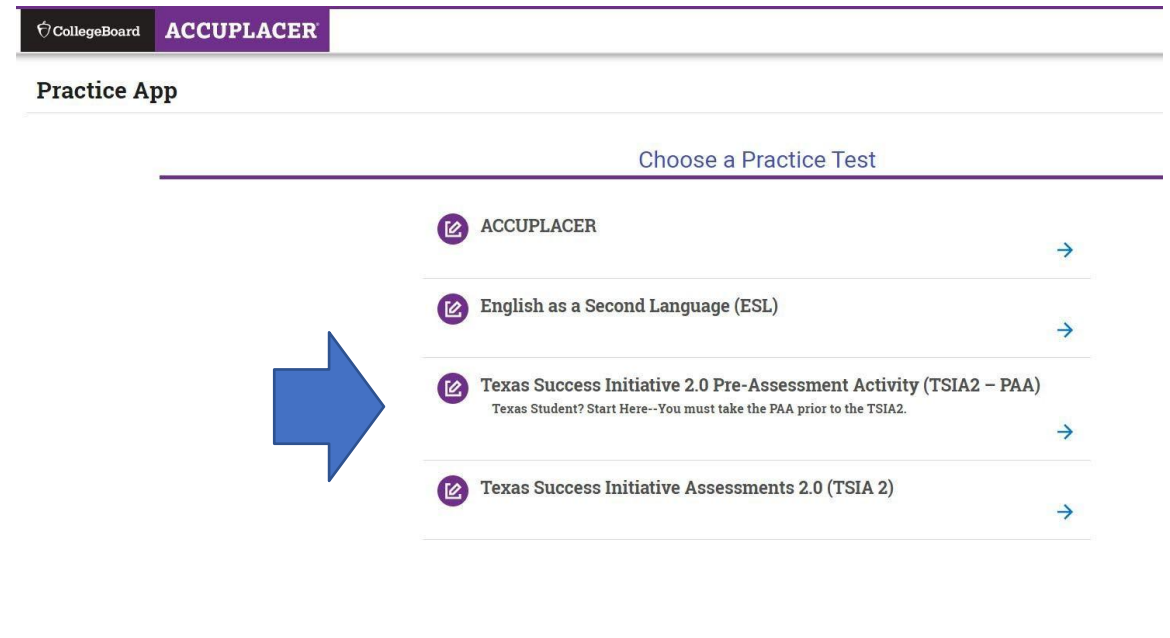 CollegeBoard ACCUPLACER
Practice App
Choose a Practice Test
ACCUPLACER
English as a Second Language (ESL)
Texas Success Initiative 2.0 Pre-Assessment Activity (TSIA2 – PAA)
Texas Student? Start Here--You must take the PAA prior to the TSIA2.
Texas Success Initiative Assessments 2.0 (TSIA 2)